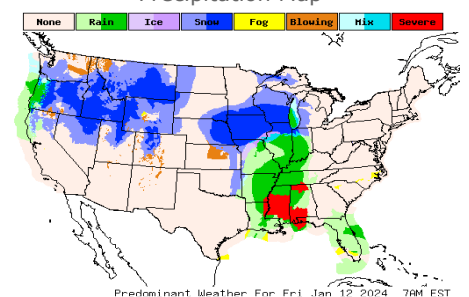 Precipitation Map
None Rain Ice Snow Fog Blowing Mix Severe
Predominant Weather For Fri Jan 12 2024 7AM EST